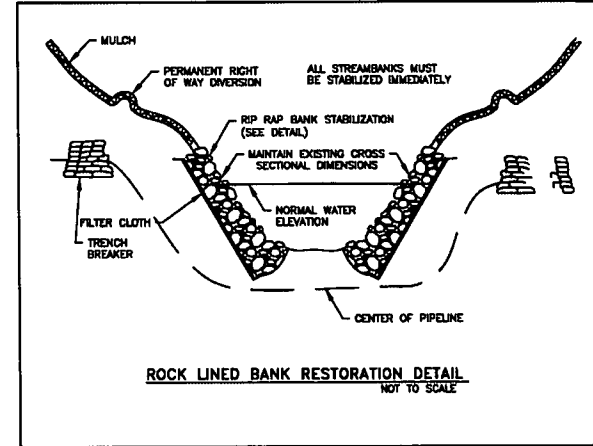 MULCH
PERMANENT RIGHT
OF WAY DIVERSION
ALL STREAMBANKS MUST
BE STABILIZED IMMEDIATELY
RIP RAP BANK STABILIZATION
(SEE DETAIL)
MAINTAIN EXISTING CROSS
SECTIONAL DIMENSIONS
FILTER CLOTH
TRENCH
BREAKER
NORMAL WATER
ELEVATION
CENTER OF PIPELINE
ROCK LINED BANK RESTORATION DETAIL
NOT TO SCALE